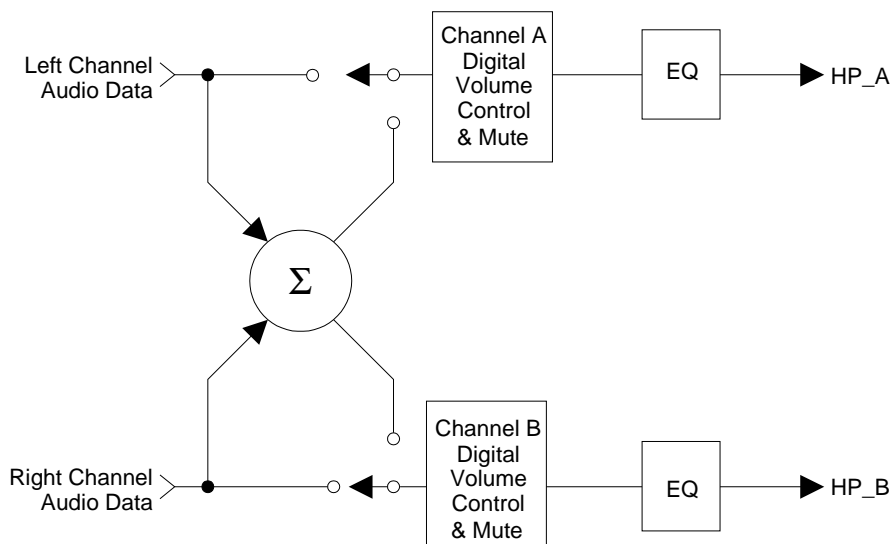 Left Channel
Audio Data
Channel A
Digital
Volume
Control
& Mute
EQ
HP_A
Σ
Right Channel
Audio Data
Channel B
Digital
Volume
Control
& Mute
EQ
HP_B